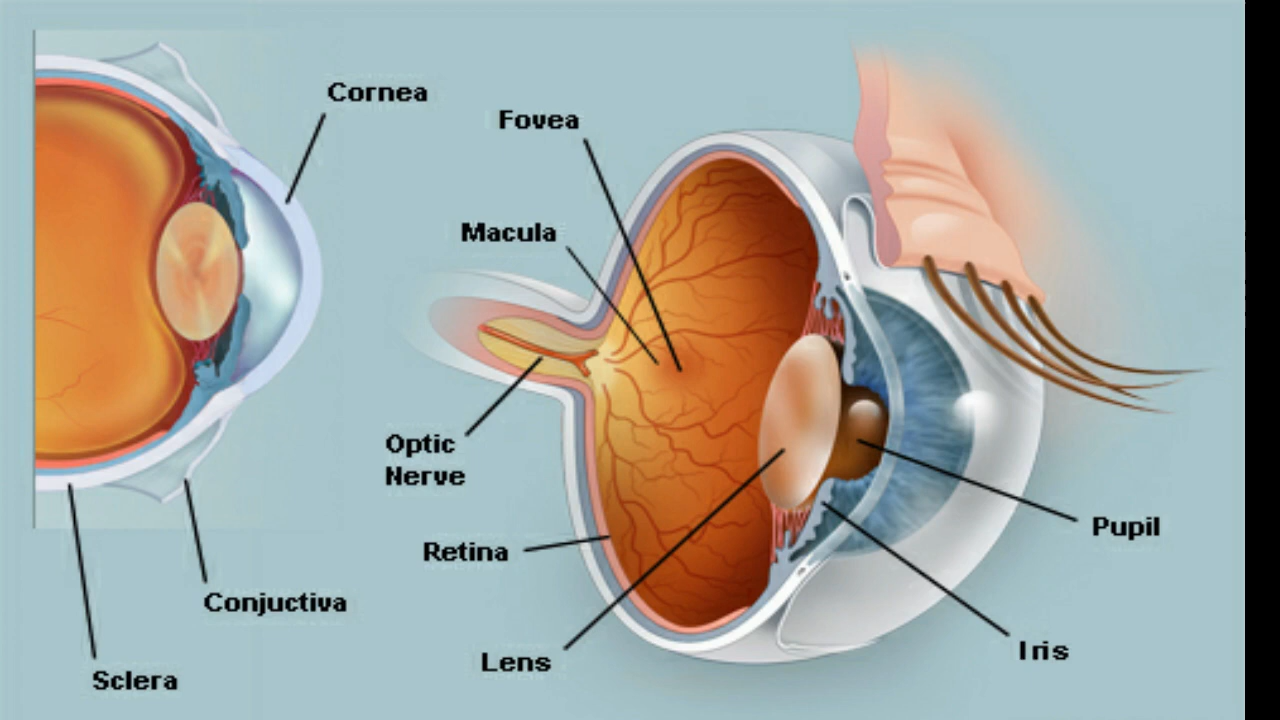 Cornea
Fovea
Macula
Optic
Nerve
Retina
Conjuctiva
Sclera
Lens
Pupil
Iris